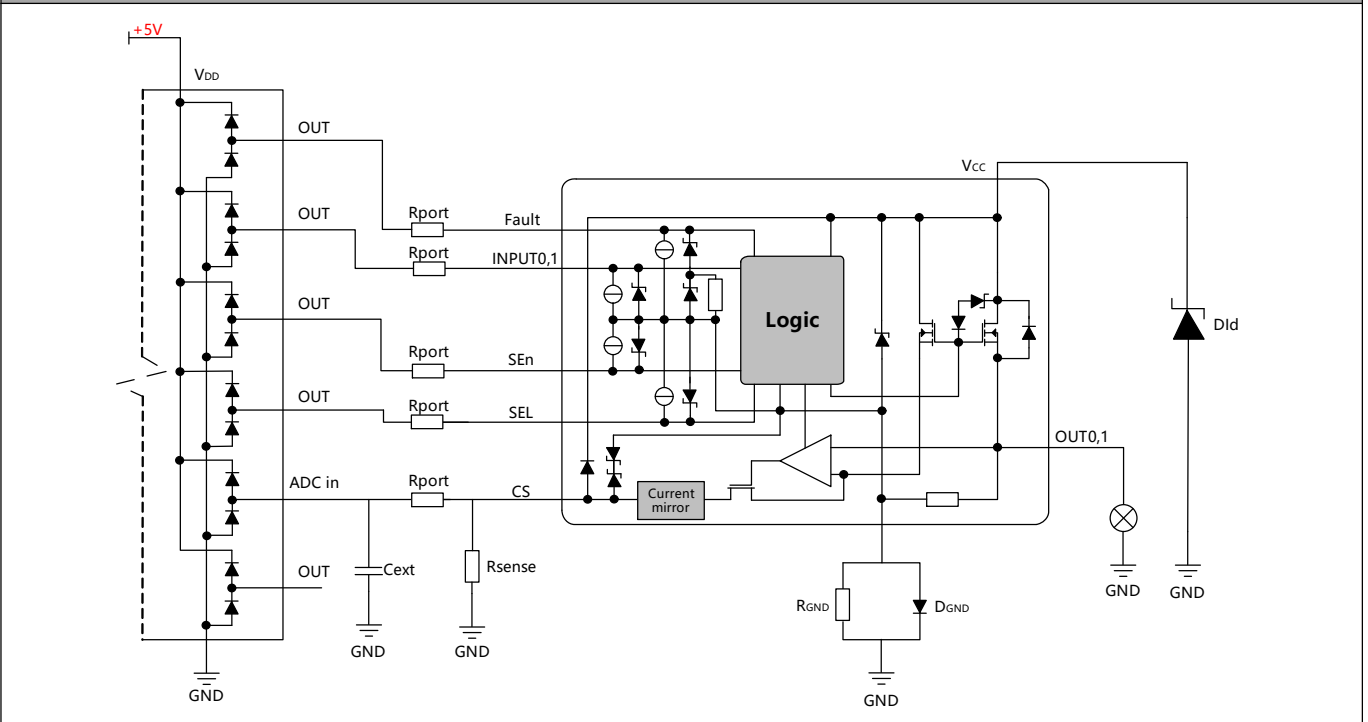 +5V
VDD
OUT
OUT
OUT
OUT
ADC in
OUT
Rport
Rport
Rport
Rport
Rport
Fault
INPUT0,1
SEn
SEL
CS
Cext
Rsense
GND
GND
GND
VCC
Logic
Current
mirror
OUT0,1
DId
RGND
DGND
GND
GND
GND